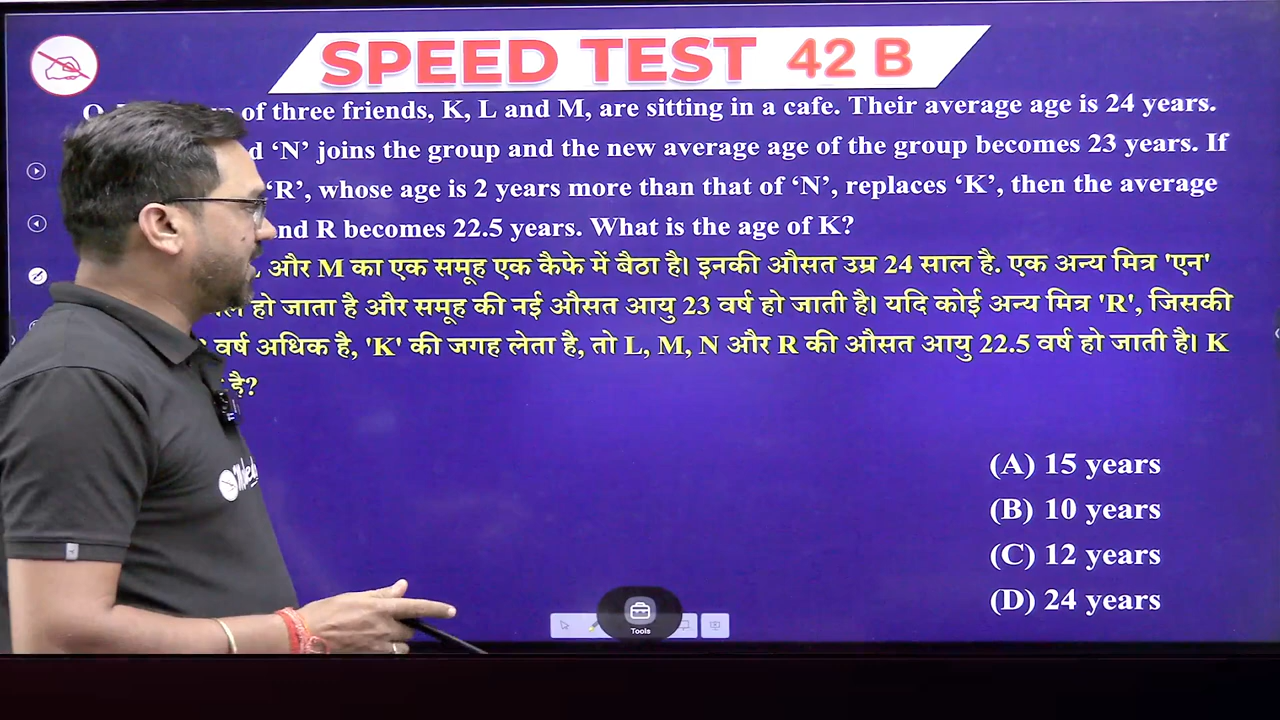 SPEED TEST 42 B
of three friends, K, L and M, are sitting in a cafe. Their average age is 24 years.
‘N’ joins the group and the new average age of the group becomes 23 years. If
‘R’, whose age is 2 years more than that of ‘N’, replaces ‘K’, then the average
and R becomes 22.5 years. What is the age of K?
और M का एक समूह एक कैफे में बैठा है। इनकी औसत उम्र 24 साल है. एक अन्य मित्र 'एन'
हो जाता है और समूह की नई औसत आयु 23 वर्ष हो जाती है। यदि कोई अन्य मित्र 'R', जिसकी
वर्ष अधिक है, 'K' की जगह लेता है, तो L, M, N और R की औसत आयु 22.5 वर्ष हो जाती है। K
है?
(A) 15 years
(B) 10 years
(C) 12 years
(D) 24 years
Tools